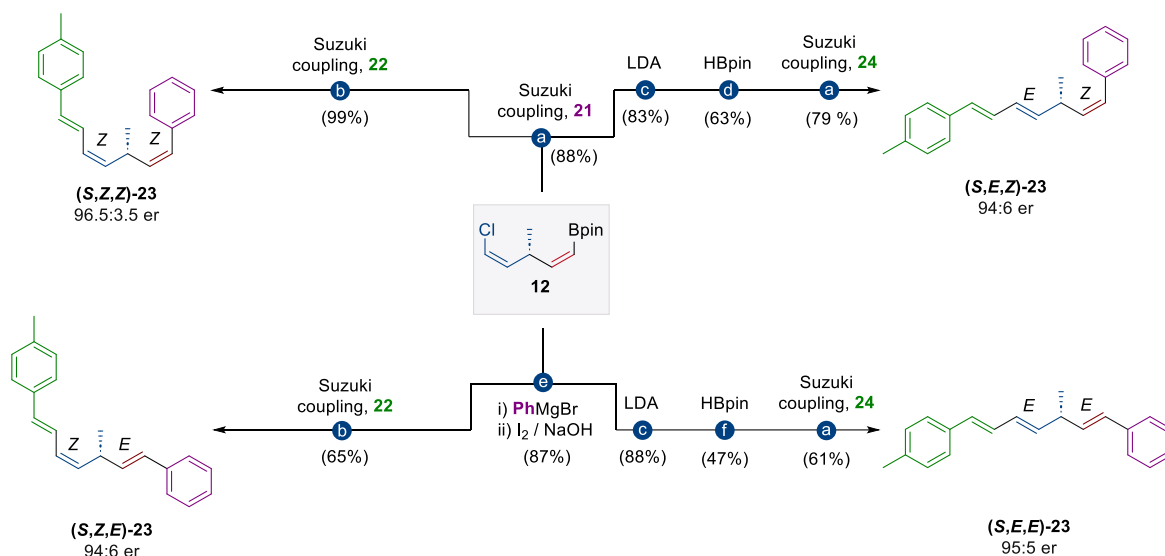 Suzuki
coupling, 22
b
(99%)
Suzuki
coupling, 21
a
(88%)
LDA
c
(83%)
HBpin
d
(63%)
Suzuki
coupling, 24
a
(79 %)
Z
Z
(S,Z,Z)-23
96.5:3.5 er
E
Z
(S,E,Z)-23
94:6 er
Cl
Bpin
12
Suzuki
coupling, 22
b
(65%)
e
i) PhMgBr
ii) I₂ / NaOH
(87%)
LDA
c
(88%)
HBpin
f
(47%)
Suzuki
coupling, 24
a
(61%)
Z
E
(S,Z,E)-23
94:6 er
E
E
(S,E,E)-23
95:5 er